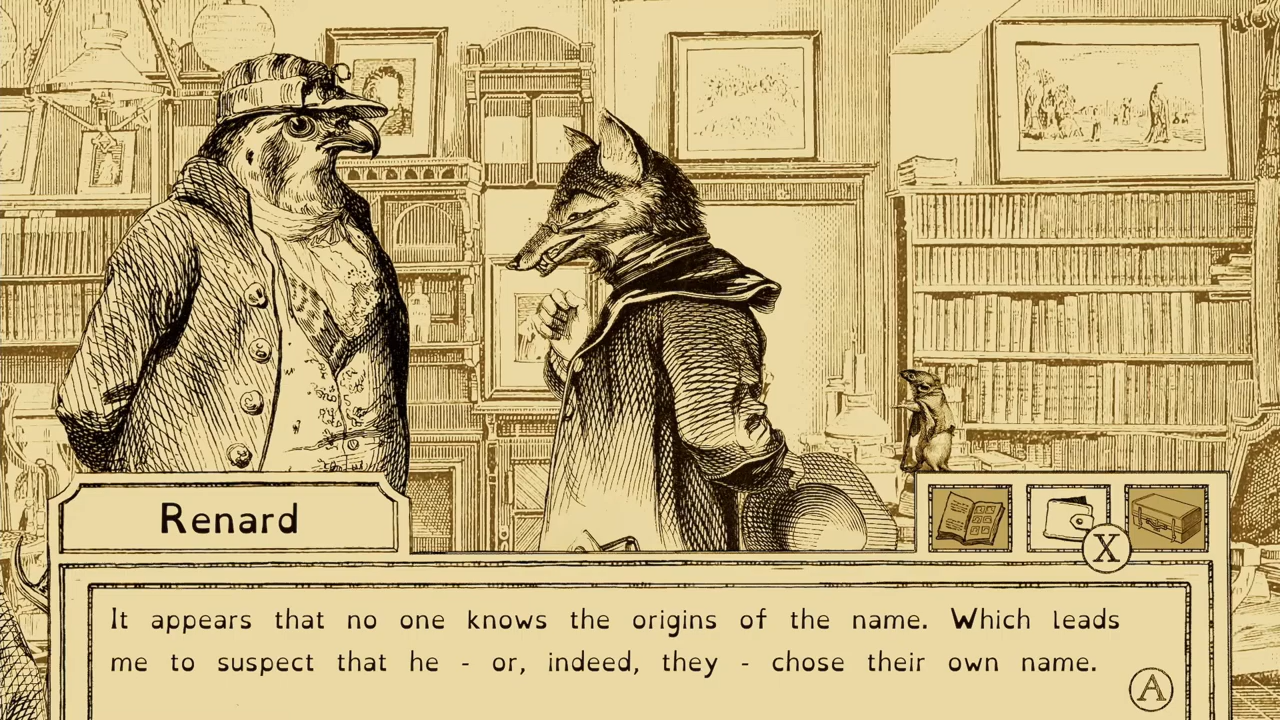 Renard
X
It appears that no one knows the origins of the name. Which leads
me to suspect that he - or, indeed, they - chose their own name.
A